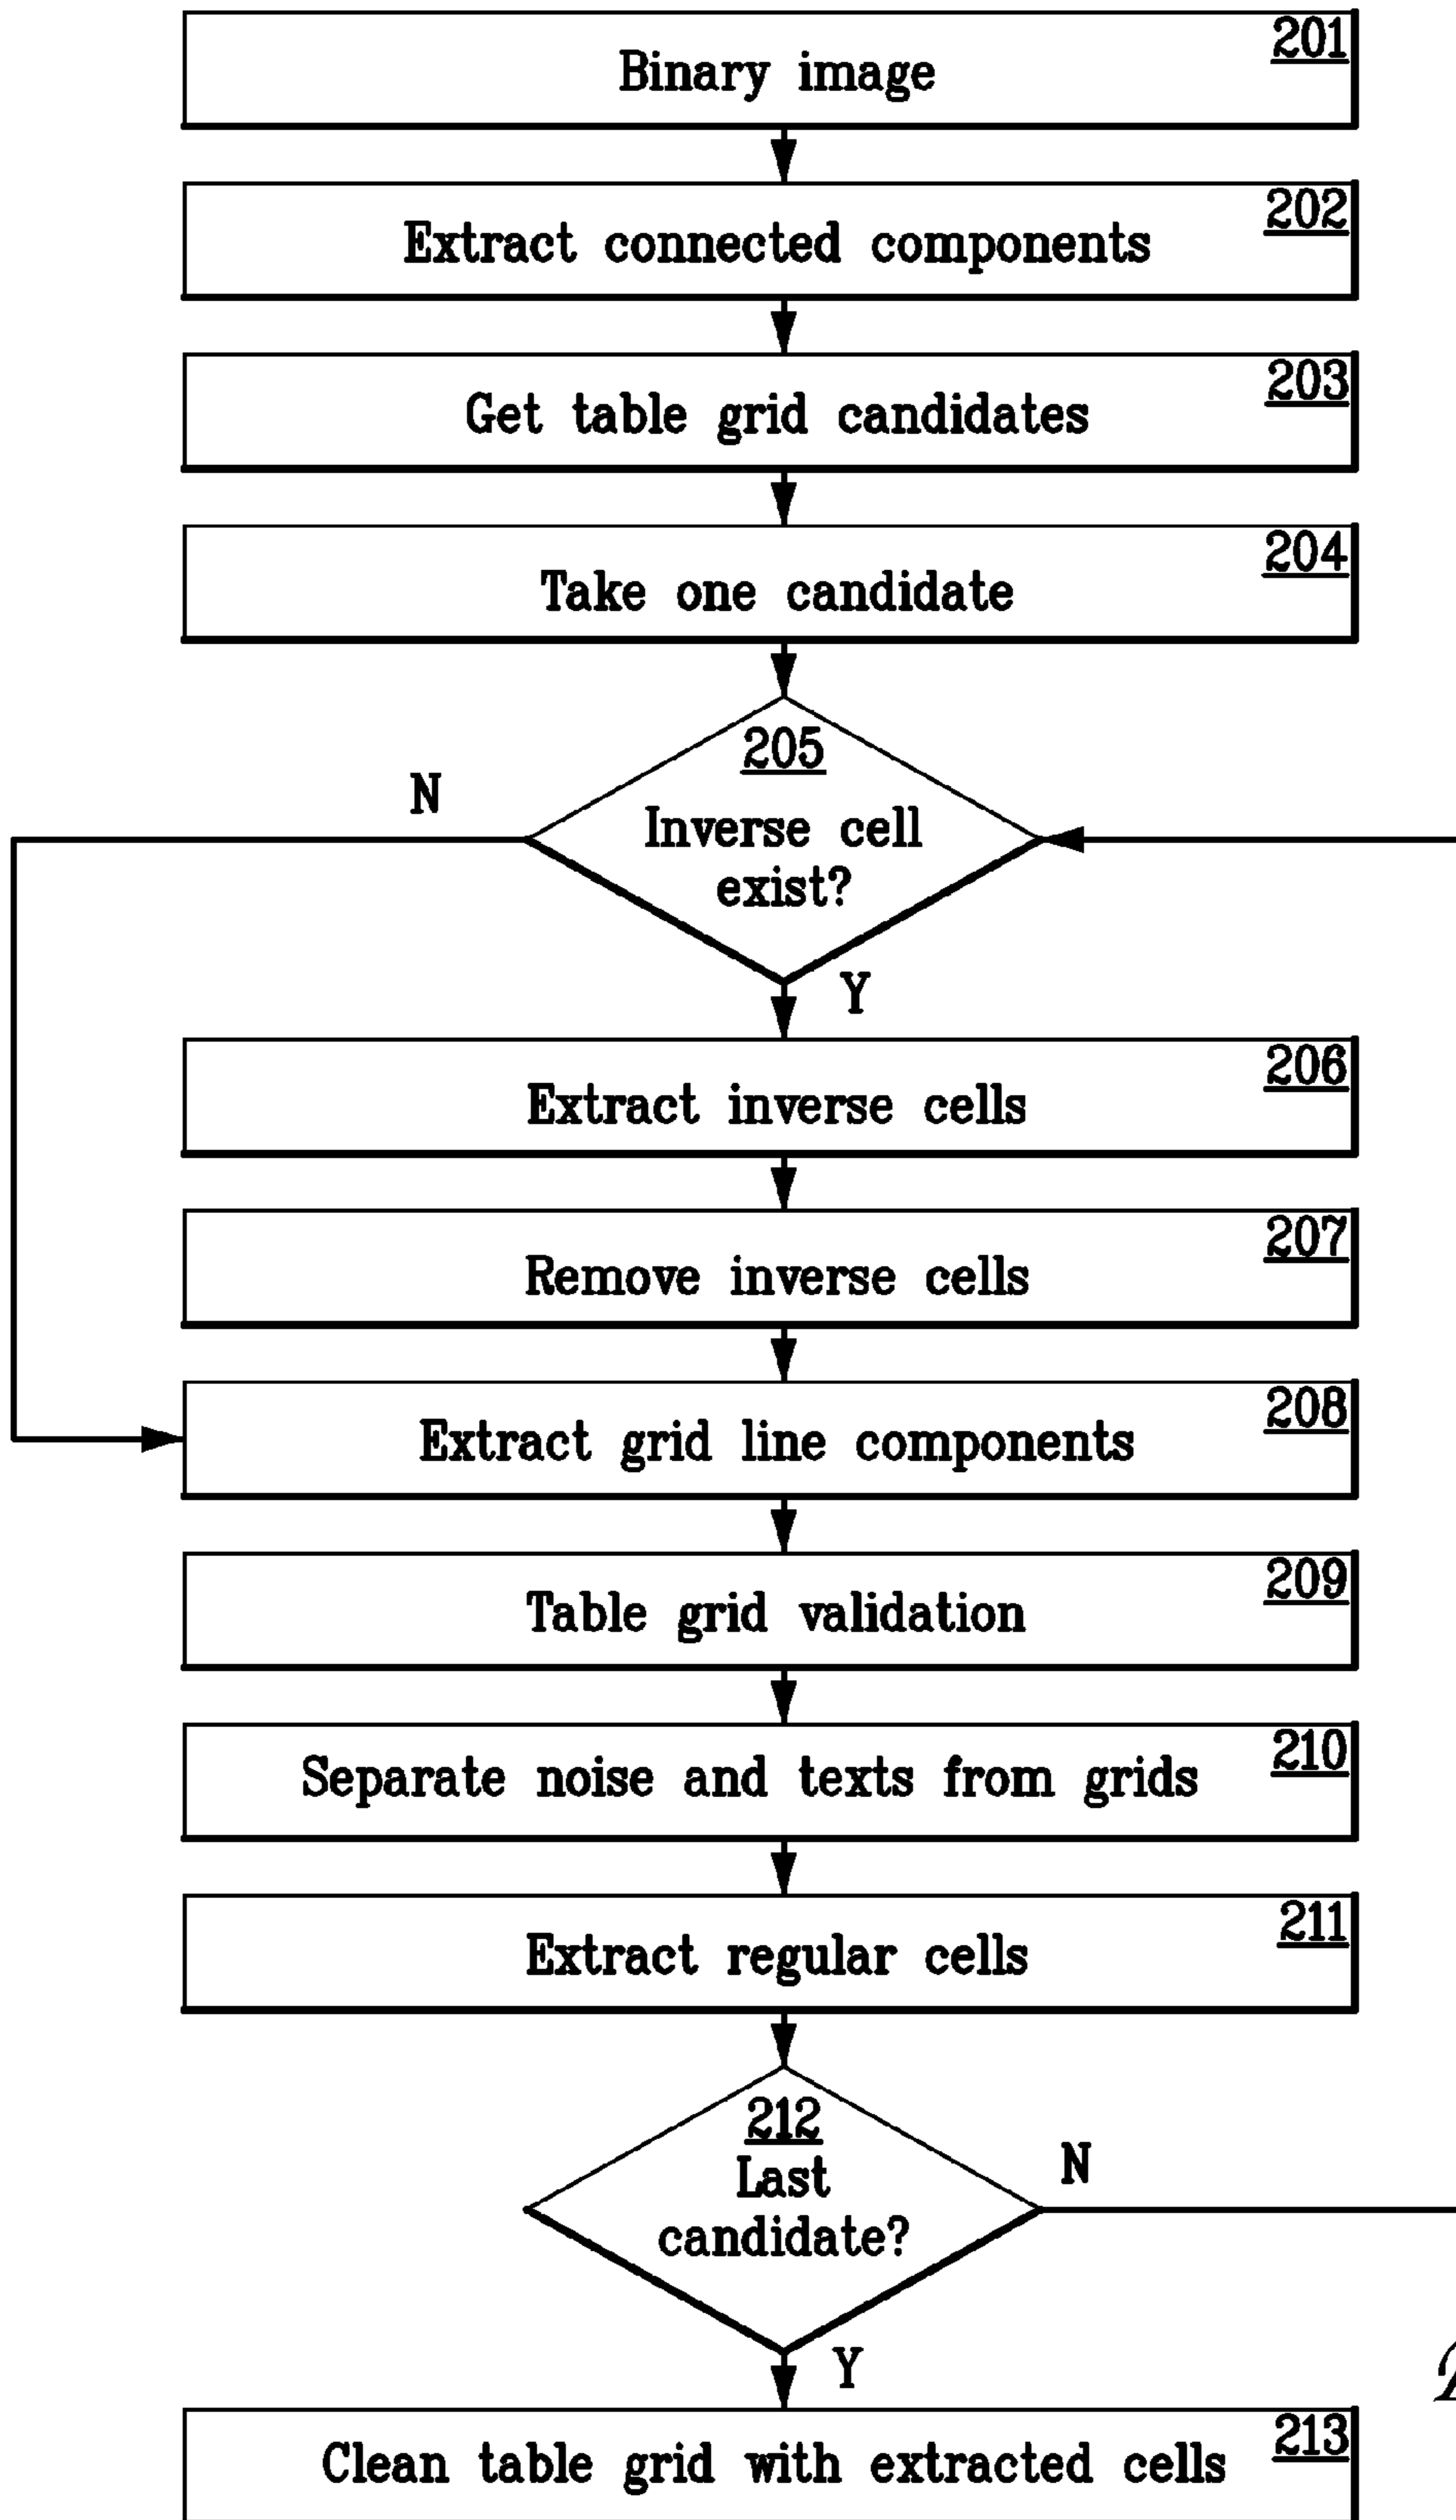 201
Binary image
202
Extract connected components
203
Get table grid candidates
204
Take one candidate
205
N
Inverse cell
exist?
Y
206
Extract inverse cells
207
Remove inverse cells
208
Extract grid line components
209
Table grid validation
210
Separate noise and texts from grids
211
Extract regular cells
212
N
Last
candidate?
Y
213
Clean table grid with extracted cells